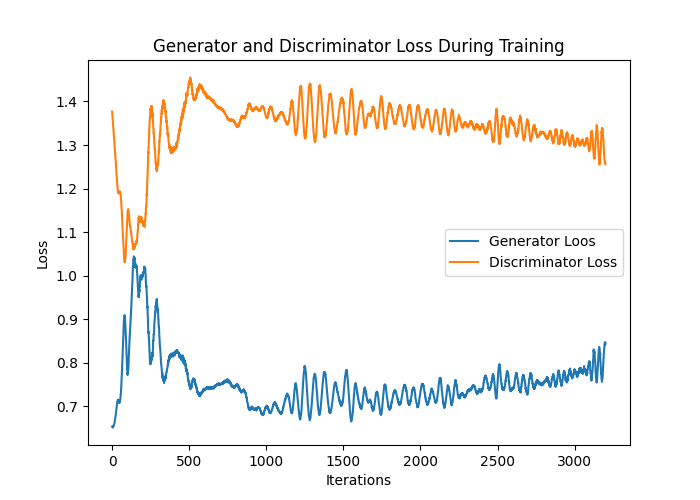 Generator and Discriminator Loss During Training
Loss
1.4
1.3
1.2
1.1
1.0
0.9
0.8
0.7
Generator Loos
Discriminator Loss
0 500 1000 1500 2000 2500 3000
Iterations